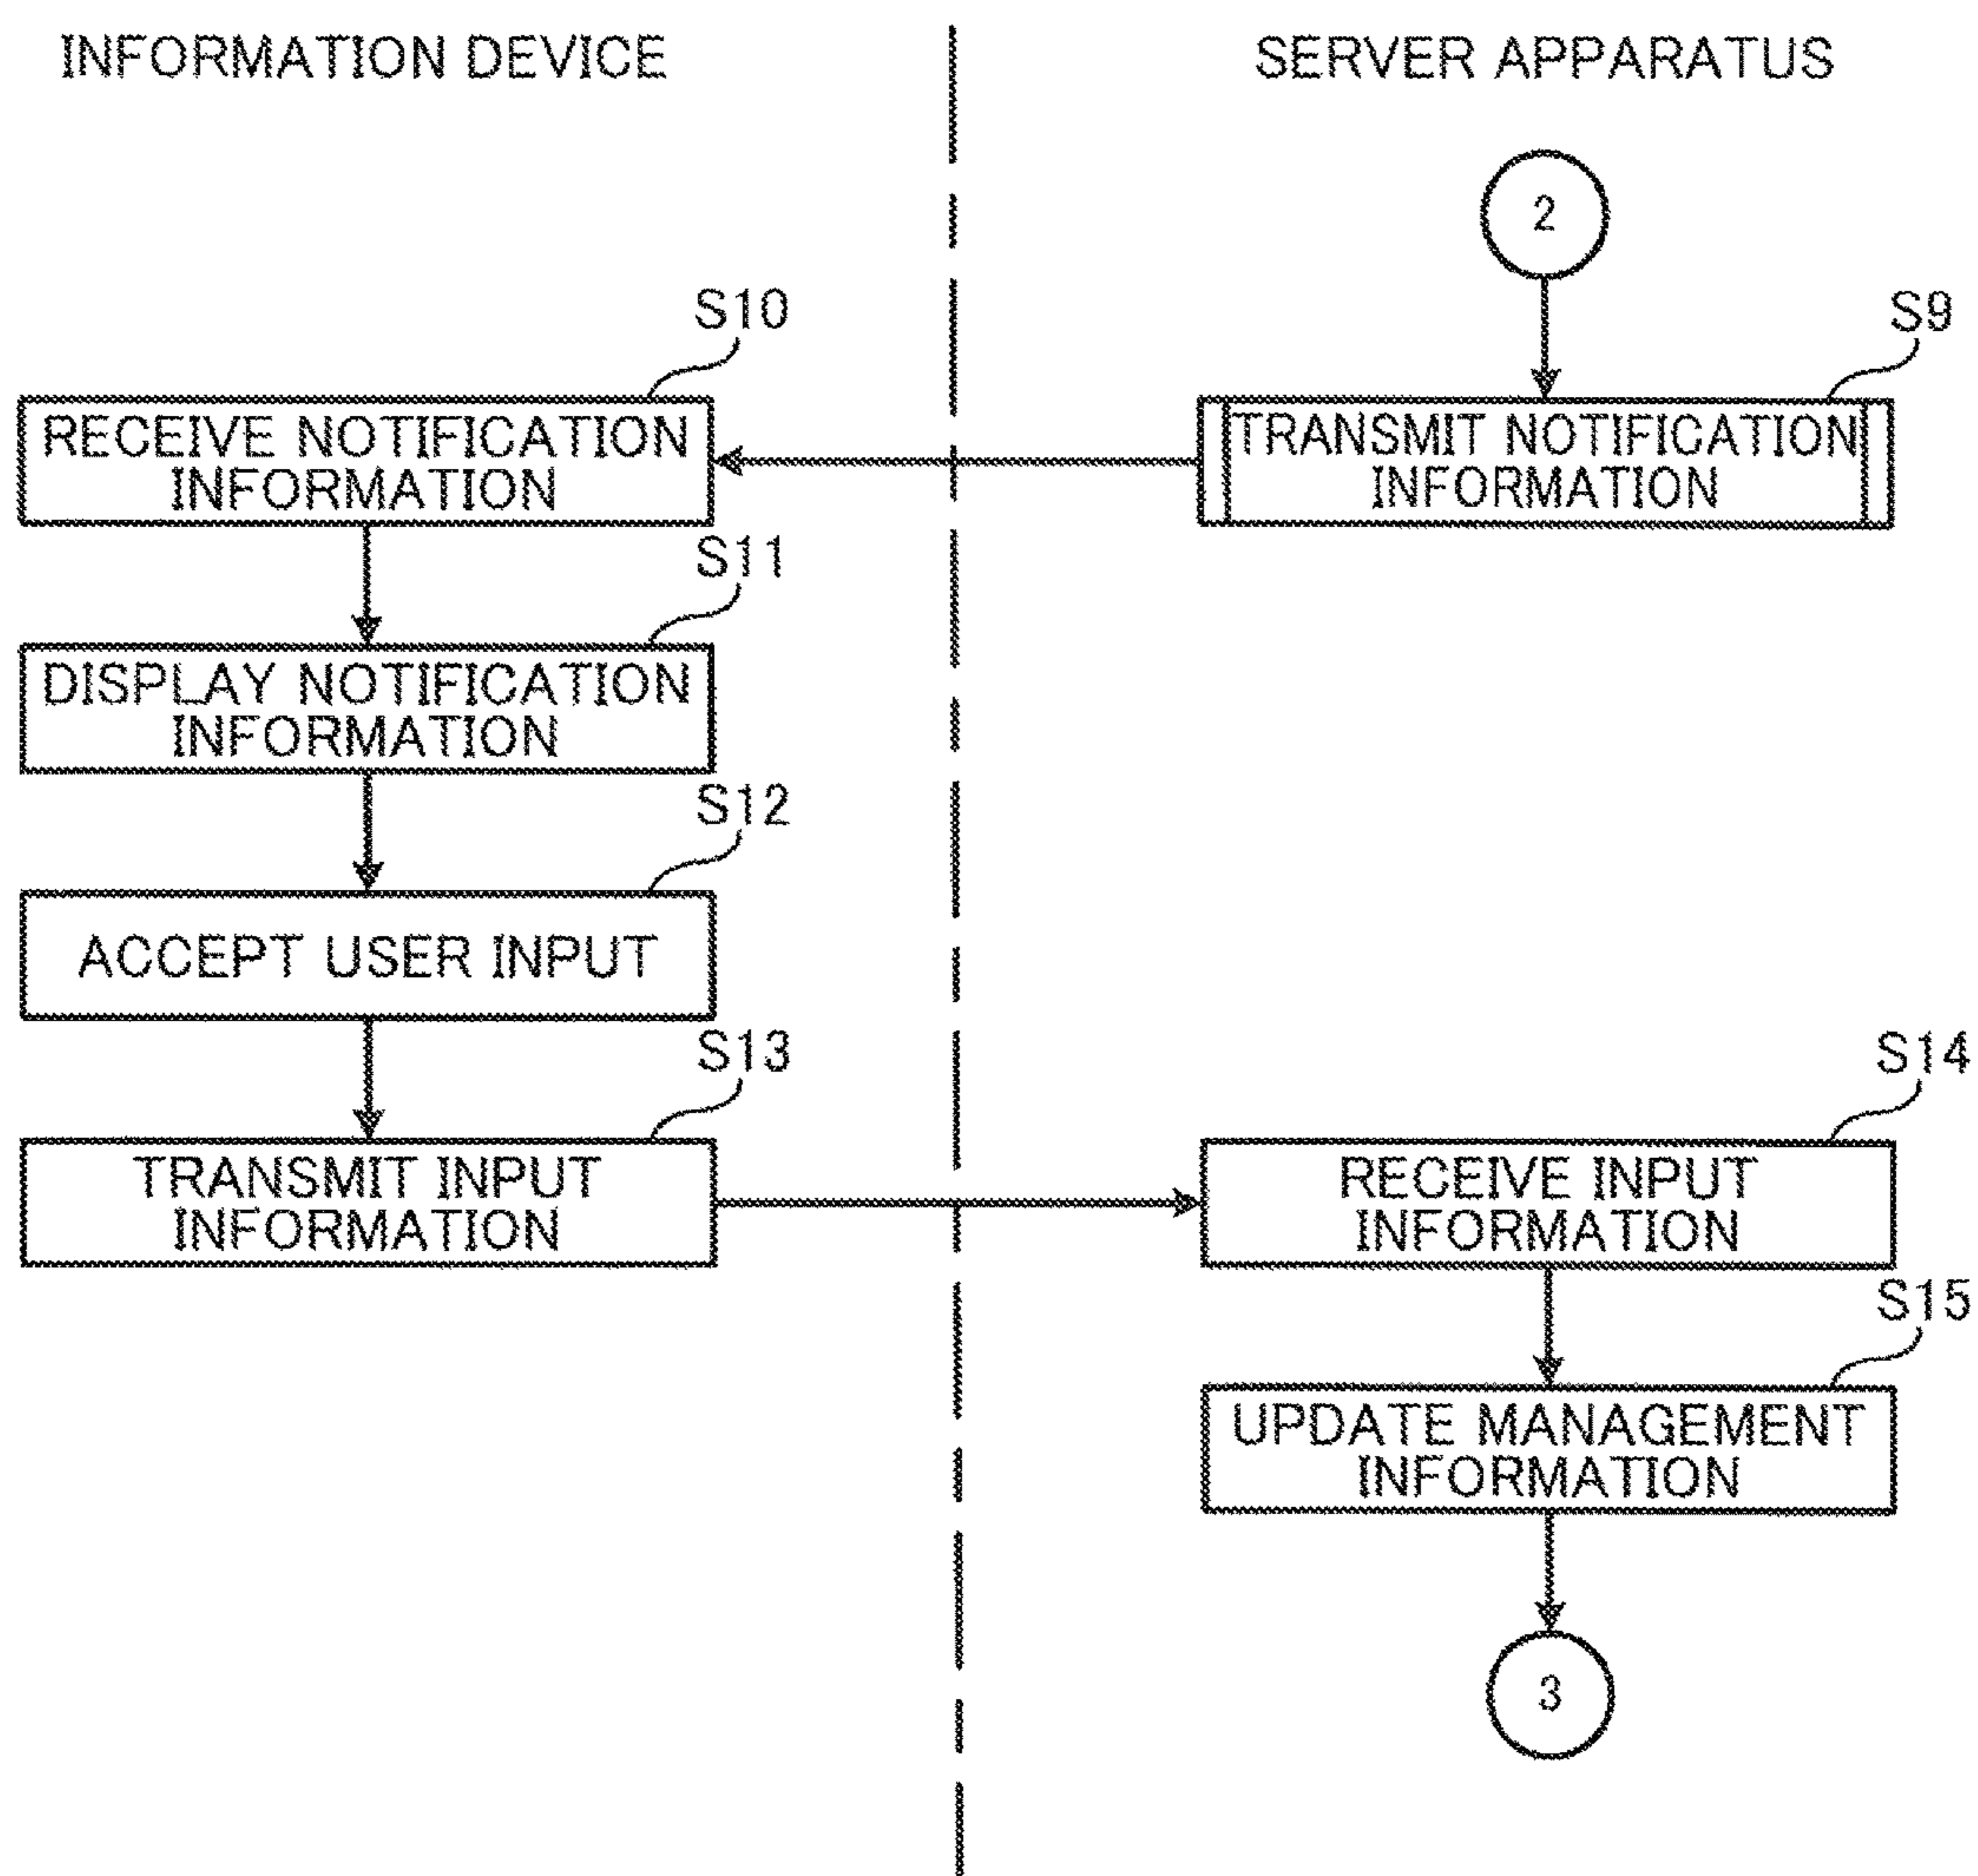 INFORMATION DEVICE
SERVER APPARATUS
2
S9
TRANSMIT NOTIFICATION
INFORMATION
S10
RECEIVE NOTIFICATION
INFORMATION
S11
DISPLAY NOTIFICATION
INFORMATION
S12
ACCEPT USER INPUT
S13
TRANSMIT INPUT
INFORMATION
S14
RECEIVE INPUT
INFORMATION
S15
UPDATE MANAGEMENT
INFORMATION
3